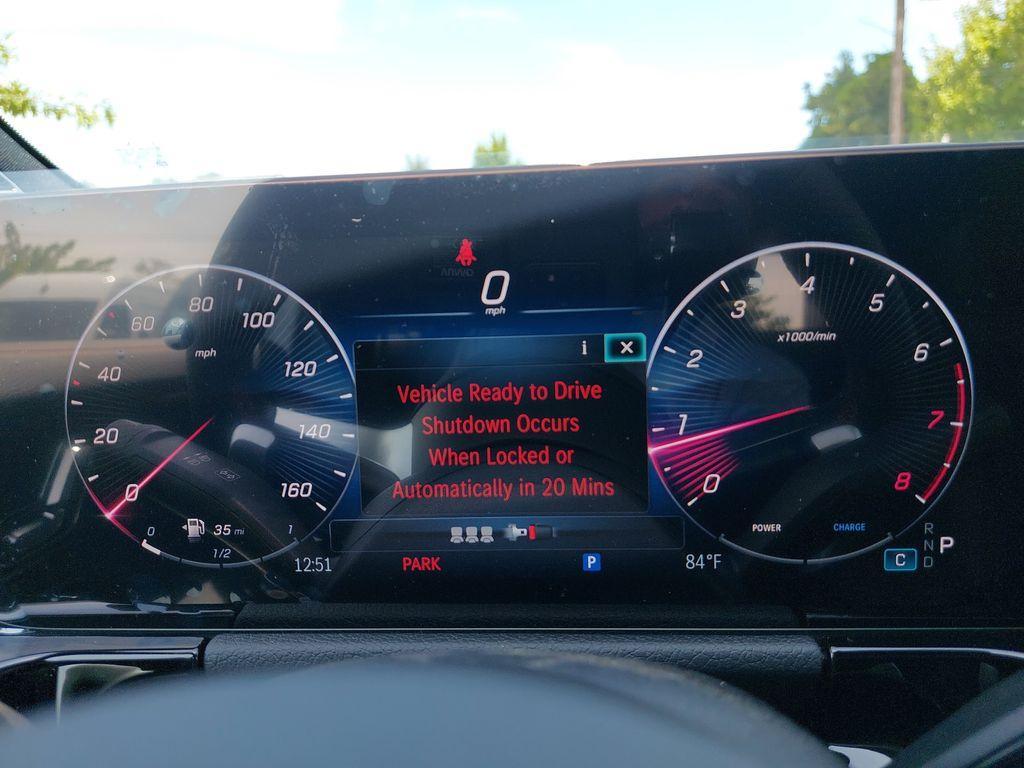 0
mph
i
Vehicle Ready to Drive
Shutdown Occurs
When Locked or
Automatically in 20 Mins
0
20
40
60
80
100
120
140
160
mph
0
1/2
1
35 mi
12:51
PARK
P
84°F
0
1
2
3
4
5
6
7
8
x1000/min
POWER
CHARGE
C
R
N
D
P